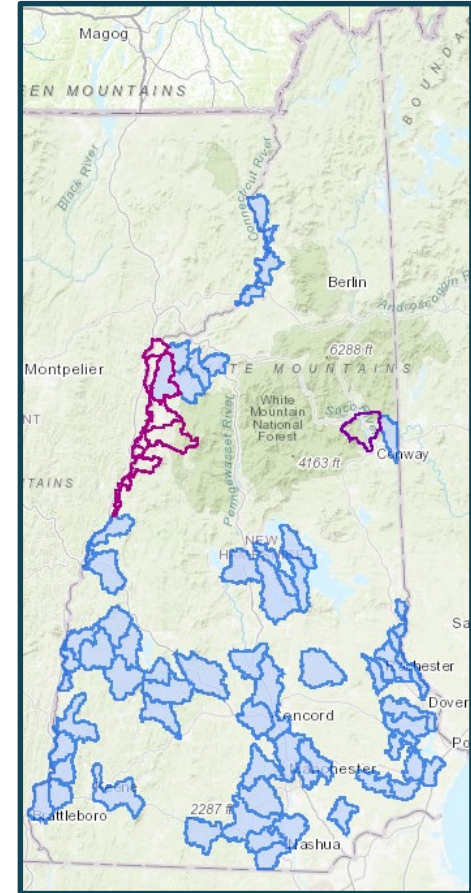 Magog
EEN MOUNTAINS
BOUNDA
Black River
Connecticut River
Berlin
Androscoggin R
6288 ft
Montpelier
TE MOUNTAINS
White
Mountain
National
Forest
Saco River
NT
Conway
4163 ft
TAINS
Pemigewasset River
NEW
H
Sa
chester
Dover
Concord
Po
Manchester
Keene
2287 ft
Brattleboro
Nashua